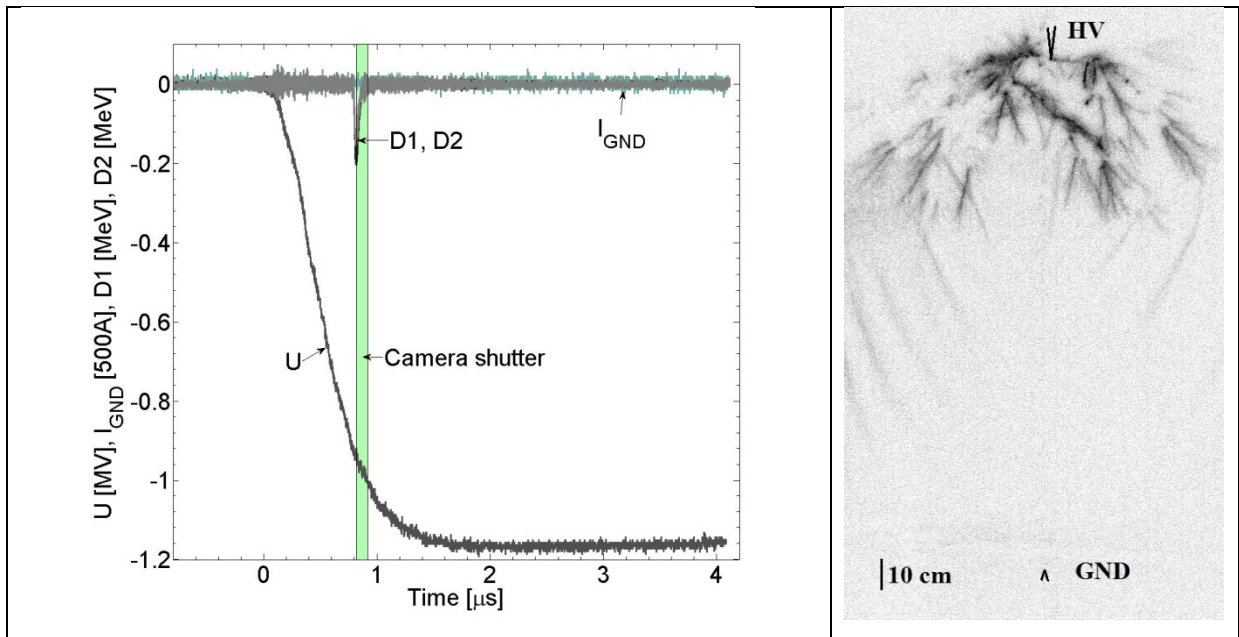 0
-0.2
-0.4
-0.6
-0.8
-1
-1.2
U [MV], I_GND [500A], D1 [MeV], D2 [MeV]
D1, D2
I_GND
U
Camera shutter
0 1 2 3 4
Time [μs]
HV
10 cm
GND